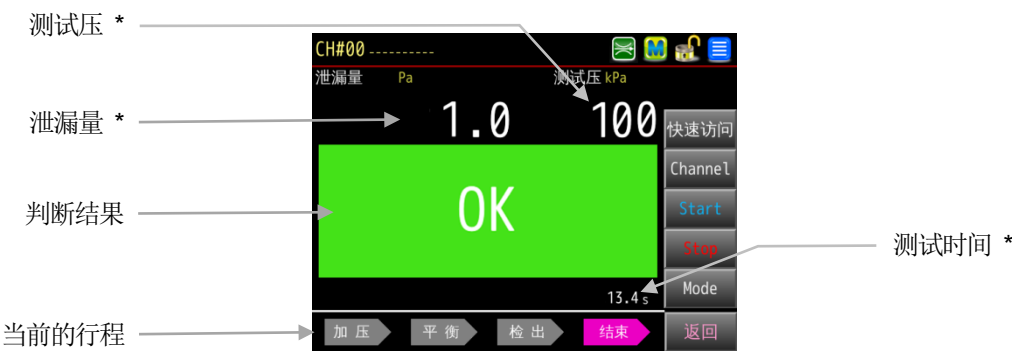 测试压 *
CH#00 ----------
泄漏量 Pa 测试压 kPa
泄漏量 *
1.0 100
快速访问
Channel
判断结果
OK
Start
Stop
测试时间 *
Mode
13.4 s
当前的行程
加压 平衡 检出 结束 返回